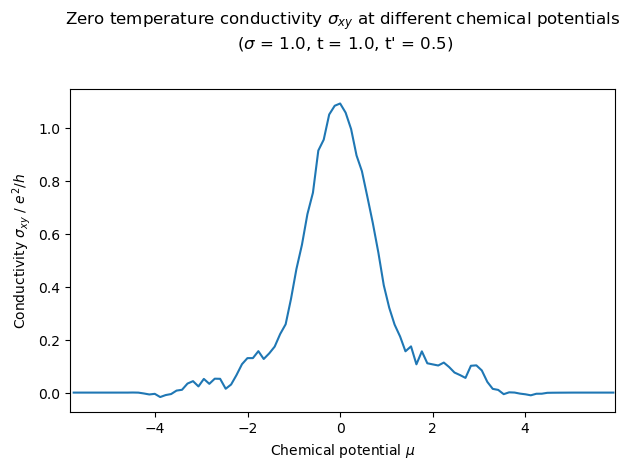 Zero temperature conductivity σxy at different chemical potentials
(σ = 1.0, t = 1.0, t' = 0.5)
1.0
0.8
0.6
0.4
0.2
0.0
Conductivity σxy / e²/h
−4 −2 0 2 4
Chemical potential μ